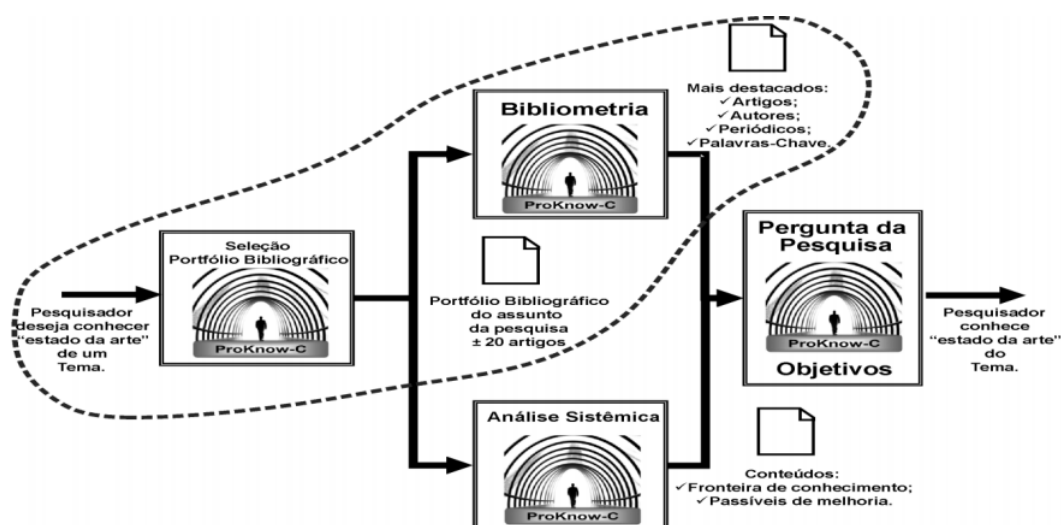 Mais destacados:
✓Artigos;
✓Autores;
✓Periódicos;
✓Palavras-Chave.
Bibliometria
ProKnow-C
Seleção
Portfólio Bibliográfico
ProKnow-C
Pesquisador
deseja conhecer
“estado da arte”
de um
Tema.
Portfólio Bibliográfico
do assunto
da pesquisa
± 20 artigos
Pergunta da
Pesquisa
ProKnow-C
Objetivos
Pesquisador
conhece
“estado da arte”
do
Tema.
Análise Sistêmica
ProKnow-C
Conteúdos:
✓Fronteira de conhecimento;
✓Passíveis de melhoria.